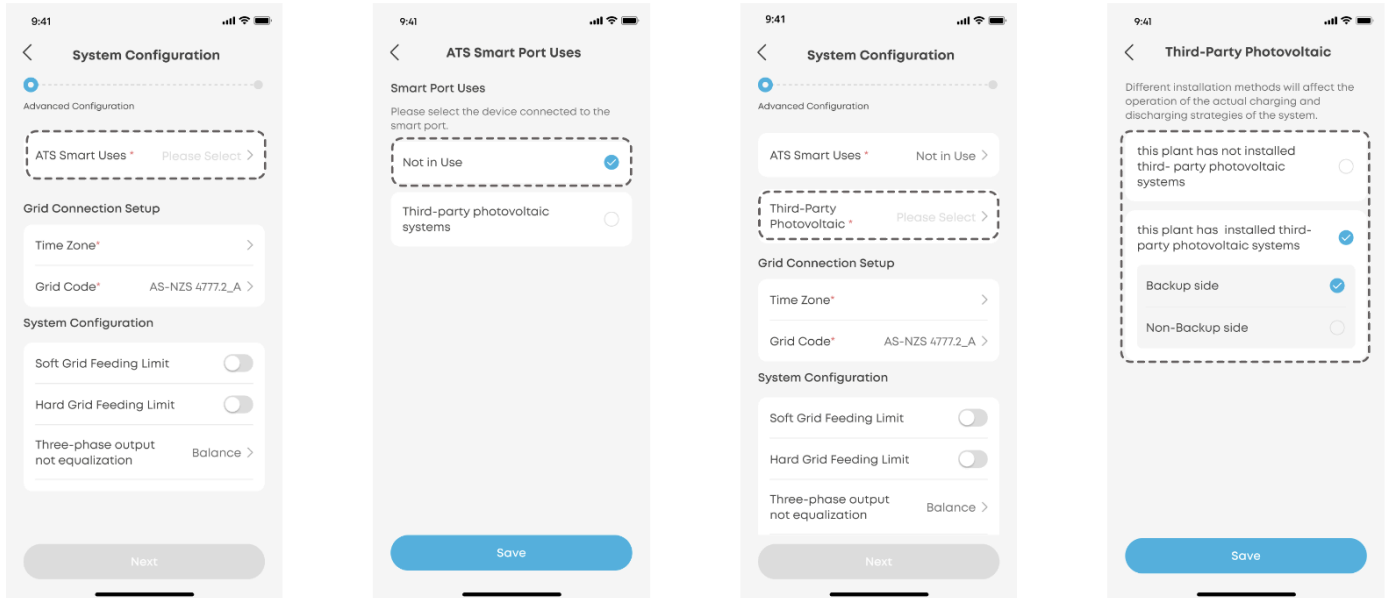 9:41
System Configuration
Advanced Configuration
ATS Smart Uses * Please Select
Grid Connection Setup
Time Zone*
Grid Code* AS-NZS 4777.2_A
System Configuration
Soft Grid Feeding Limit
Hard Grid Feeding Limit
Three-phase output
not equalization
Balance
Next
9:41
ATS Smart Port Uses
Smart Port Uses
Please select the device connected to the
smart port.
Not in Use
Third-party photovoltaic
systems
Save
9:41
System Configuration
Advanced Configuration
ATS Smart Uses * Not in Use
Third-Party
Photovoltaic *
Please Select
Grid Connection Setup
Time Zone*
Grid Code* AS-NZS 4777.2_A
System Configuration
Soft Grid Feeding Limit
Hard Grid Feeding Limit
Three-phase output
not equalization
Balance
Next
9:41
Third-Party Photovoltaic
Different installation methods will affect the
operation of the actual charging and
discharging strategies of the system.
this plant has not installed
third- party photovoltaic
systems
this plant has installed third-
party photovoltaic systems
Backup side
Non-Backup side
Save